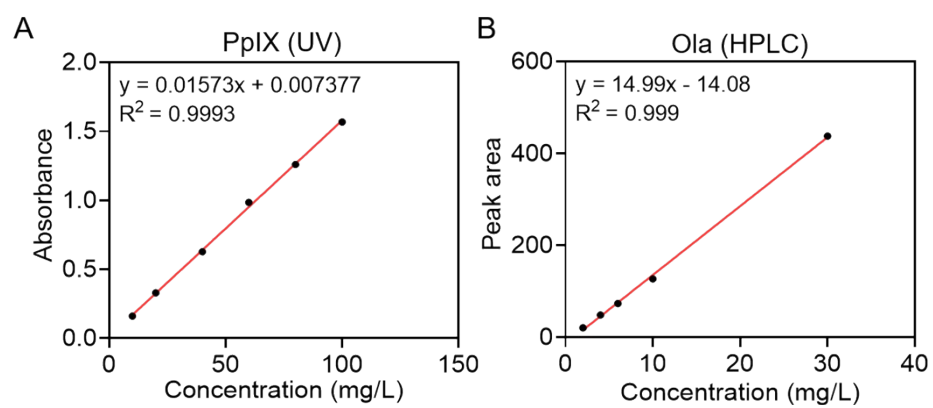 A
PpIX (UV)
y = 0.01573x + 0.007377
R² = 0.9993
Absorbance
2.0
1.5
1.0
0.5
0.0
0
50
100
150
Concentration (mg/L)
B
Ola (HPLC)
y = 14.99x - 14.08
R² = 0.999
Peak area
600
400
200
0
0
10
20
30
40
Concentration (mg/L)